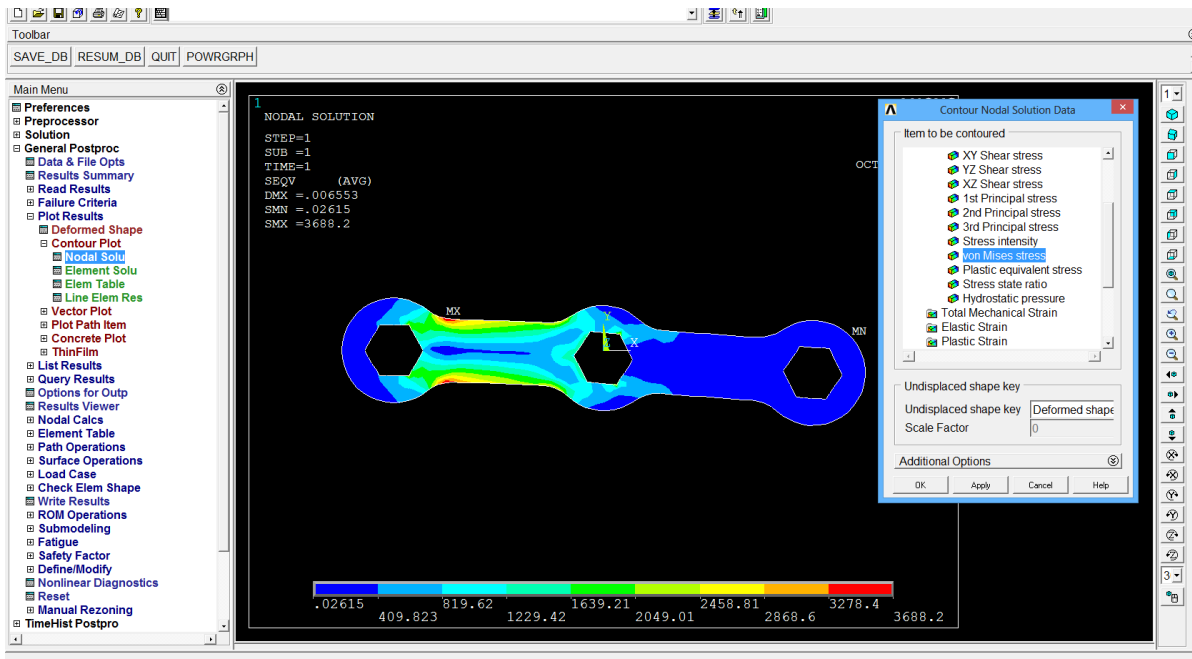 Toolbar
SAVE_DB RESUM_DB QUIT POWRGRPH
Main Menu
Preferences
Preprocessor
Solution
General Postproc
Data & File Opts
Results Summary
Read Results
Failure Criteria
Plot Results
Deformed Shape
Contour Plot
Nodal Solu
Element Solu
Elem Table
Line Elem Res
Vector Plot
Plot Path Item
Concrete Plot
ThinFilm
List Results
Query Results
Options for Outp
Results Viewer
Nodal Calcs
Element Table
Path Operations
Surface Operations
Load Case
Check Elem Shape
Write Results
ROM Operations
Submodeling
Fatigue
Safety Factor
Define/Modify
Nonlinear Diagnostics
Reset
Manual Rezoning
TimeHist Postpro
1
NODAL SOLUTION
STEP=1
SUB =1
TIME=1
SEQV (AVG)
DMX =.006553
SMN =.02615
SMX =3688.2
OCT
MX
Y
Z X
MN
.02615 819.62 1639.21 2458.81 3278.4
409.823 1229.42 2049.01 2868.6 3688.2
Contour Nodal Solution Data
Item to be contoured
XY Shear stress
YZ Shear stress
XZ Shear stress
1st Principal stress
2nd Principal stress
3rd Principal stress
Stress intensity
von Mises stress
Plastic equivalent stress
Stress state ratio
Hydrostatic pressure
Total Mechanical Strain
Elastic Strain
Plastic Strain
Undisplaced shape key
Undisplaced shape key Deformed shape
Scale Factor 0
Additional Options
OK Apply Cancel Help
1
3